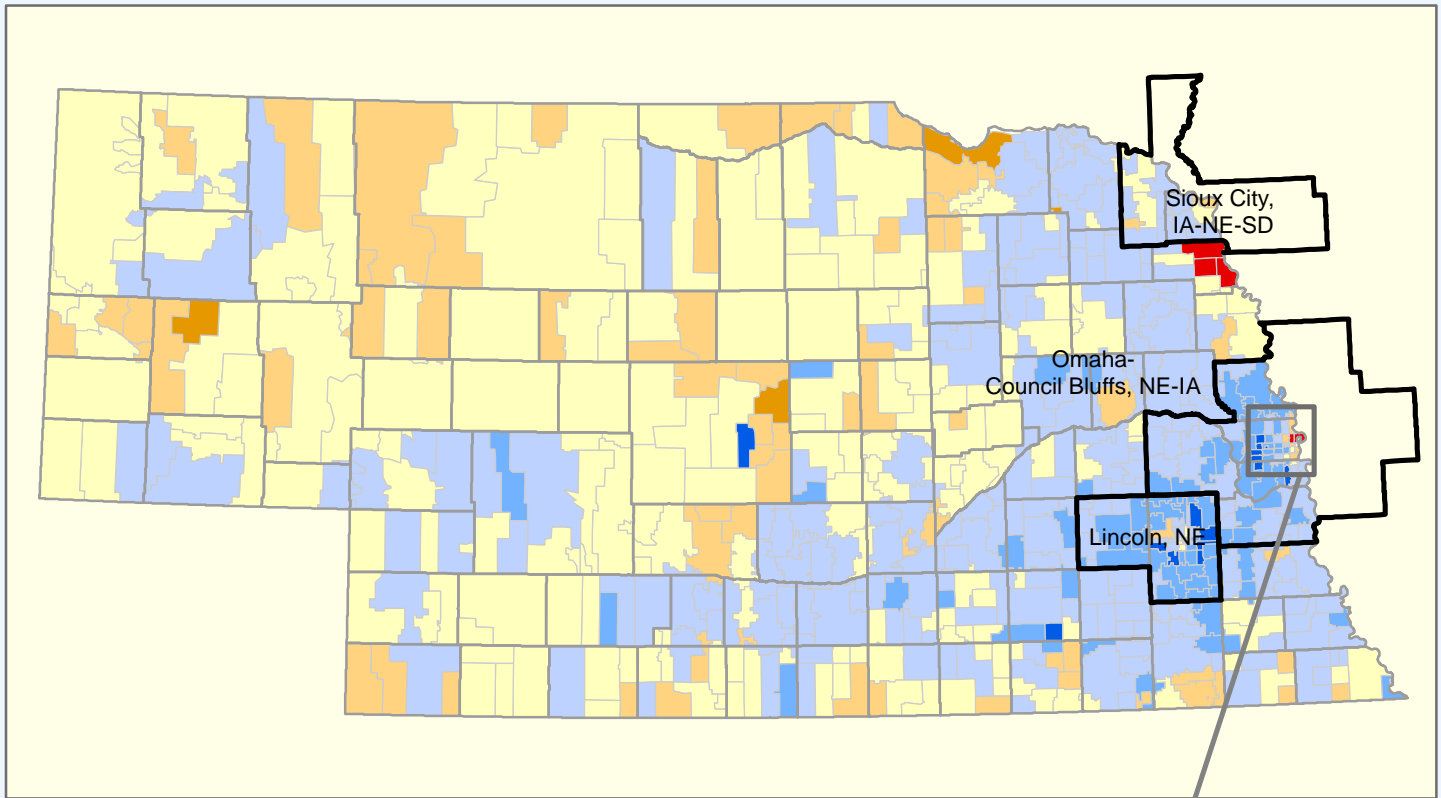 Sioux City,
IA-NE-SD
Omaha-
Council Bluffs, NE-IA
Lincoln, NE